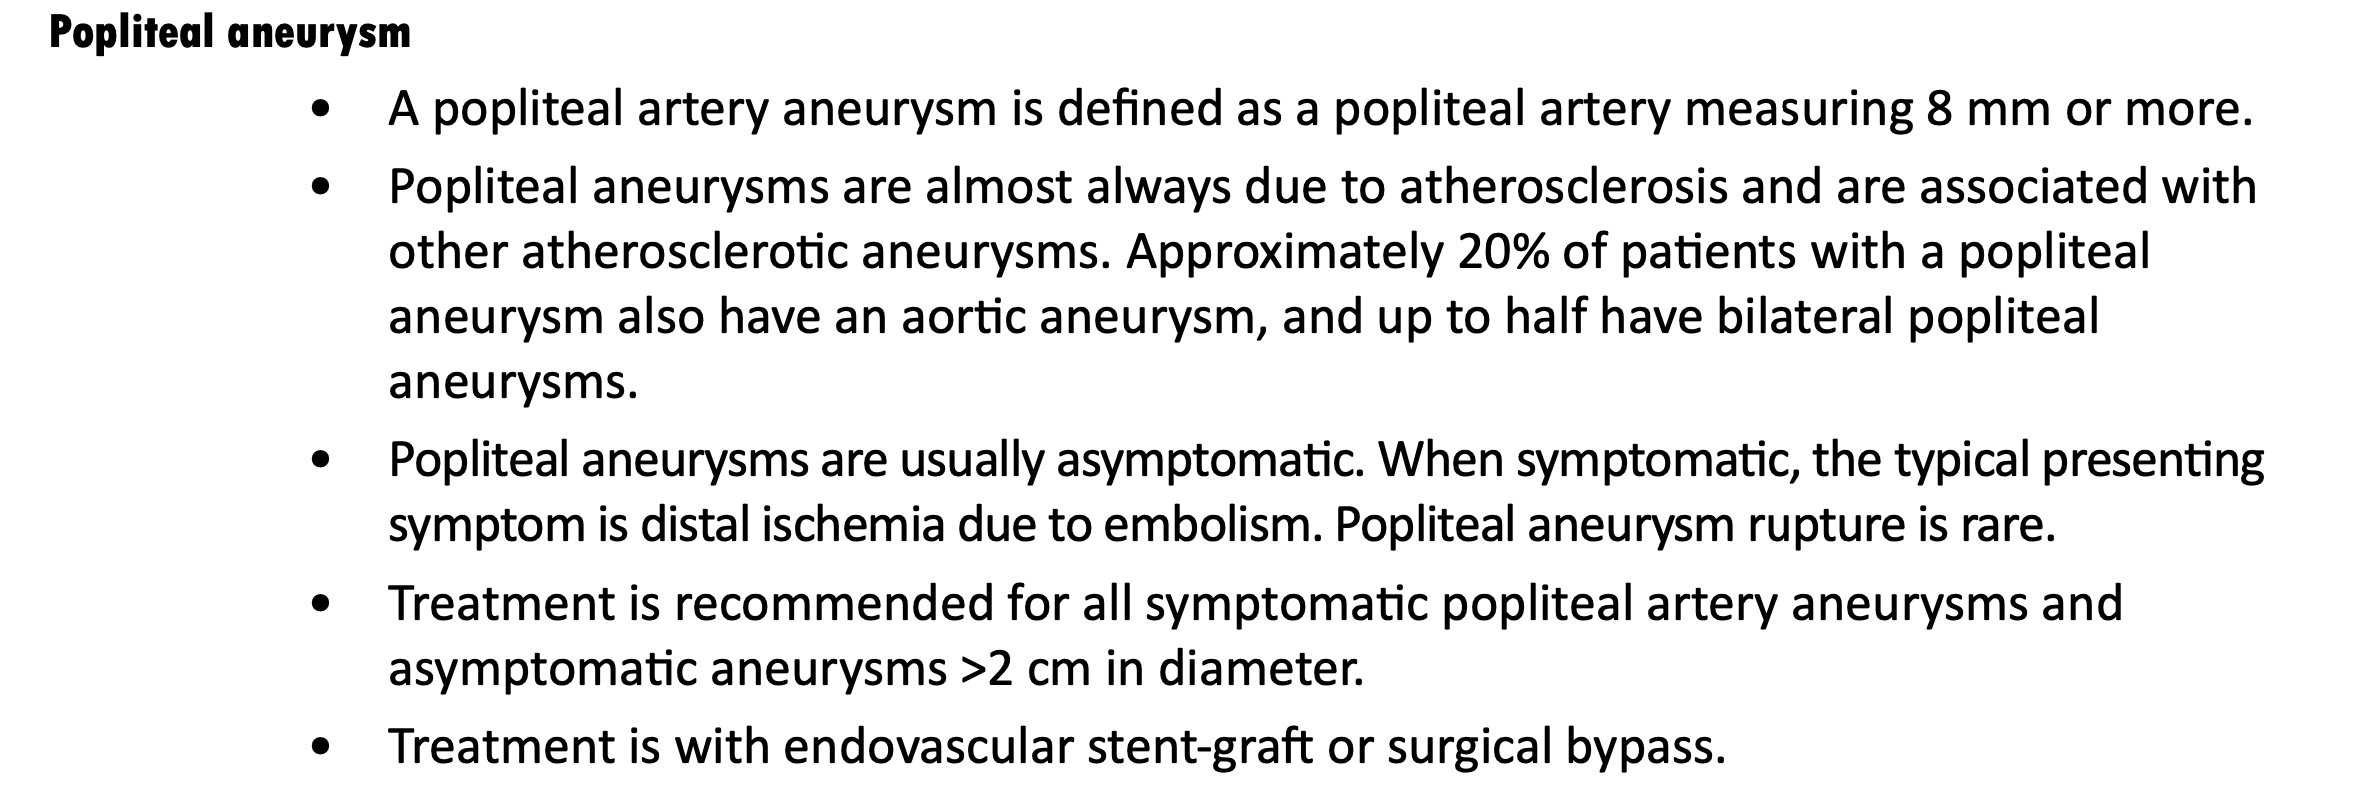 Popliteal aneurysm
• A popliteal artery aneurysm is defined as a popliteal artery measuring 8 mm or more.
• Popliteal aneurysms are almost always due to atherosclerosis and are associated with
other atherosclerotic aneurysms. Approximately 20% of patients with a popliteal
aneurysm also have an aortic aneurysm, and up to half have bilateral popliteal
aneurysms.
• Popliteal aneurysms are usually asymptomatic. When symptomatic, the typical presenting
symptom is distal ischemia due to embolism. Popliteal aneurysm rupture is rare.
• Treatment is recommended for all symptomatic popliteal artery aneurysms and
asymptomatic aneurysms >2 cm in diameter.
• Treatment is with endovascular stent-graft or surgical bypass.